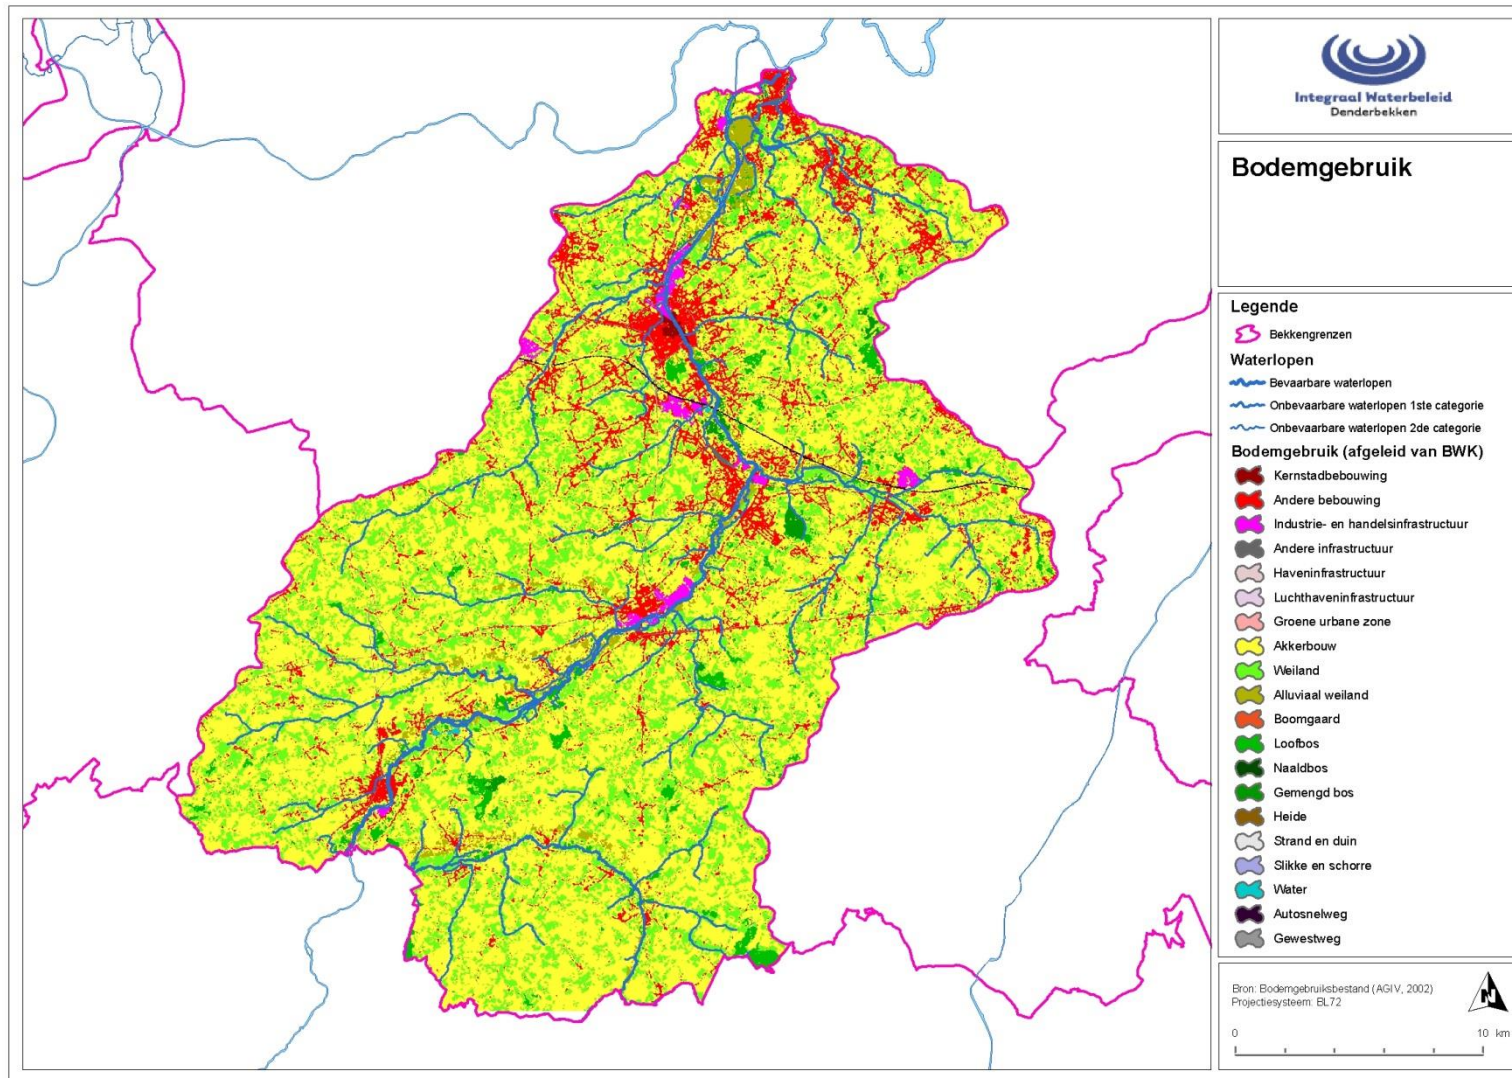 Integraal Waterbeleid
Denderbekken
Bodemgebruik
Legende
Bekkengrenzen
Waterlopen
Bevaarbare waterlopen
Onbevaarbare waterlopen 1ste categorie
Onbevaarbare waterlopen 2de categorie
Bodemgebruik (afgeleid van BWK)
Kernstadbebouwing
Andere bebouwing
Industrie- en handelsinfrastructuur
Andere infrastructuur
Haveninfrastructuur
Luchthaveninfrastructuur
Groene urbane zone
Akkerbouw
Weiland
Alluviaal weiland
Boomgaard
Loofbos
Naaldbos
Gemengd bos
Heide
Strand en duin
Slikke en schorre
Water
Autosnelweg
Gewestweg
Bron: Bodemgebruiksbestand (AGIV, 2002)
Projectiesysteem: BL72
N
0 10 km